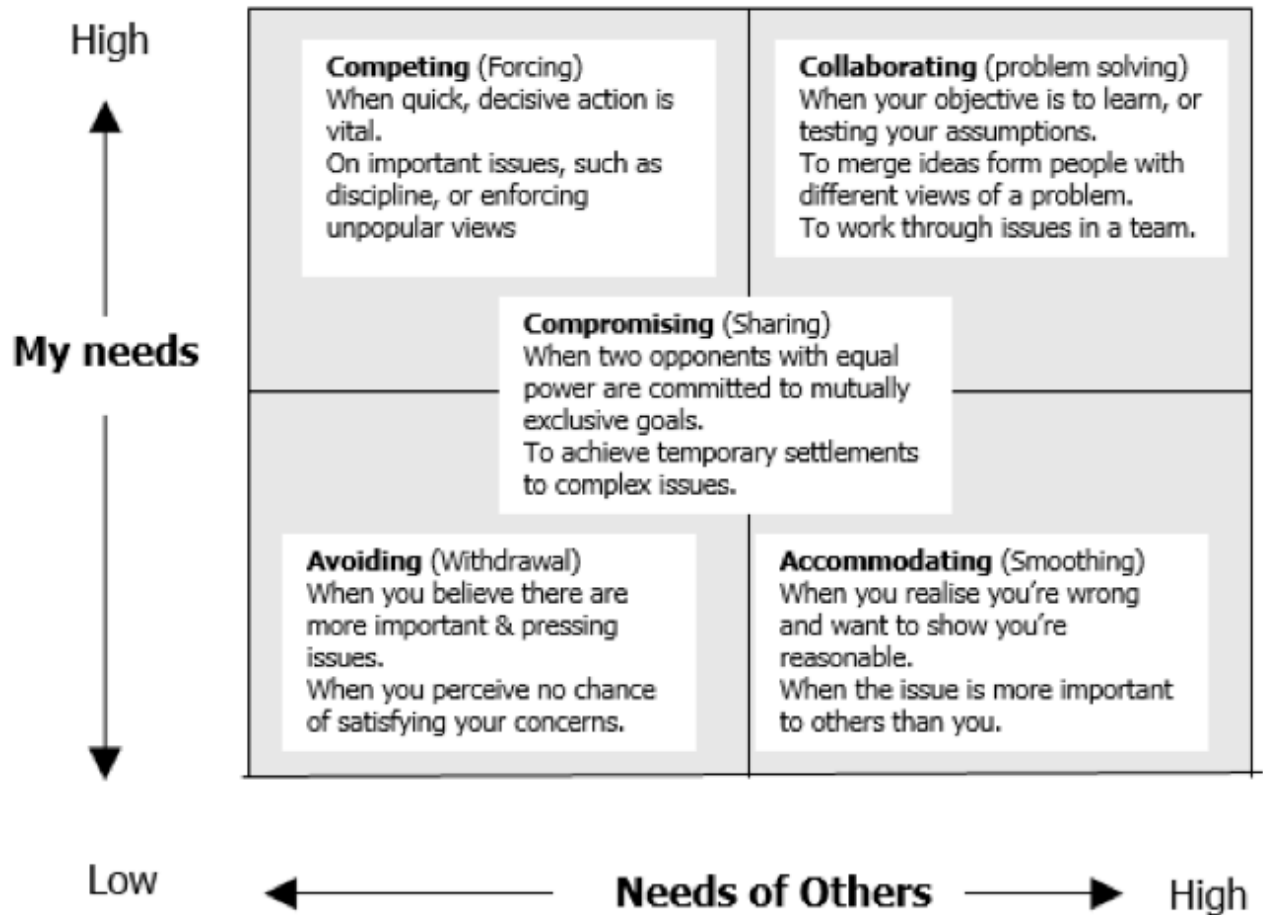 High
Competing (Forcing)
When quick, decisive action is
vital.
On important issues, such as
discipline, or enforcing
unpopular views
Collaborating (problem solving)
When your objective is to learn, or
testing your assumptions.
To merge ideas form people with
different views of a problem.
To work through issues in a team.
My needs
Compromising (Sharing)
When two opponents with equal
power are committed to mutually
exclusive goals.
To achieve temporary settlements
to complex issues.
Avoiding (Withdrawal)
When you believe there are
more important & pressing
issues.
When you perceive no chance
of satisfying your concerns.
Accommodating (Smoothing)
When you realise you're wrong
and want to show you're
reasonable.
When the issue is more important
to others than you.
Low
Needs of Others
High